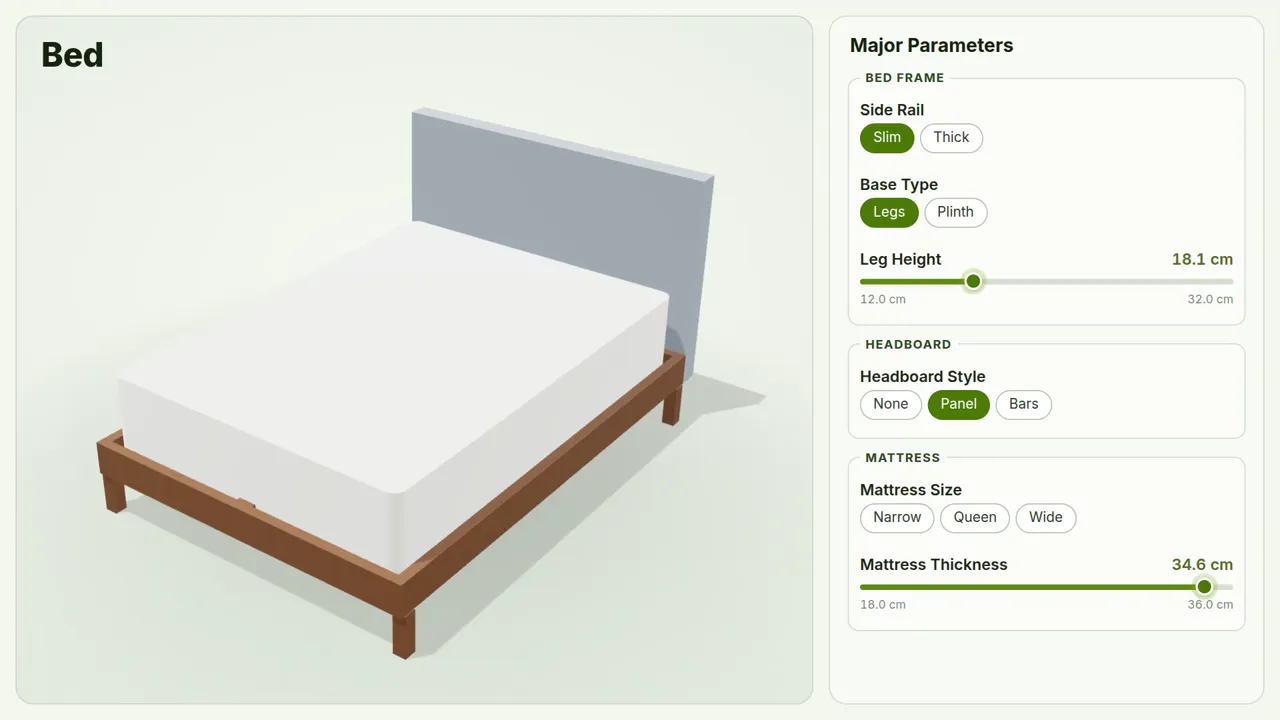 Bed
Major Parameters
BED FRAME
Side Rail
Slim Thick
Base Type
Legs Plinth
Leg Height 18.1 cm
12.0 cm 32.0 cm
HEADBOARD
Headboard Style
None Panel Bars
MATTRESS
Mattress Size
Narrow Queen Wide
Mattress Thickness 34.6 cm
18.0 cm 36.0 cm